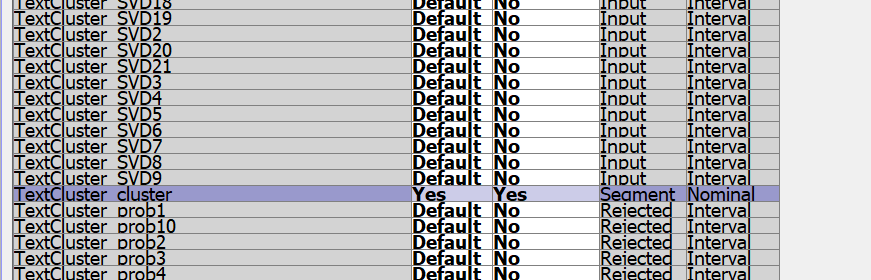 TextCluster_SVD18 Default No Input Interval
TextCluster_SVD19 Default No Input Interval
TextCluster_SVD2 Default No Input Interval
TextCluster_SVD20 Default No Input Interval
TextCluster_SVD21 Default No Input Interval
TextCluster_SVD3 Default No Input Interval
TextCluster_SVD4 Default No Input Interval
TextCluster_SVD5 Default No Input Interval
TextCluster_SVD6 Default No Input Interval
TextCluster_SVD7 Default No Input Interval
TextCluster_SVD8 Default No Input Interval
TextCluster_SVD9 Default No Input Interval
TextCluster_cluster_ Yes Yes Segment Nominal
TextCluster_prob1 Default No Rejected Interval
TextCluster_prob10 Default No Rejected Interval
TextCluster_prob2 Default No Rejected Interval
TextCluster_prob3 Default No Rejected Interval
TextCluster_prob4 Default No Rejected Interval